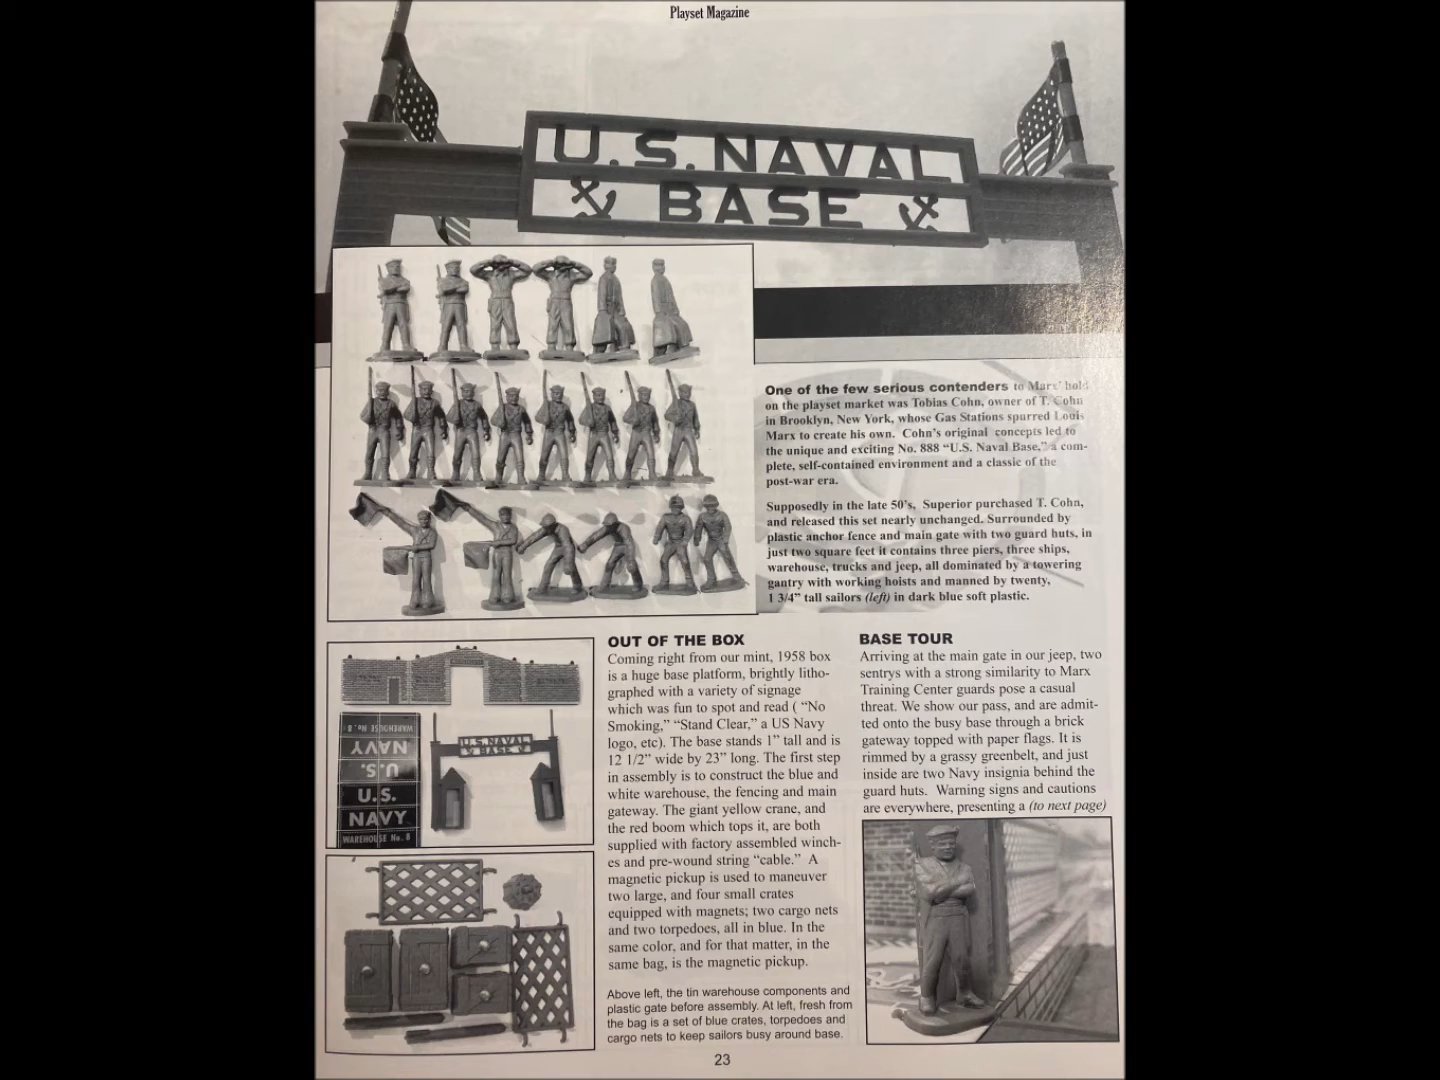 Playset Magazine
U.S. NAVAL
BASE
One of the few serious contenders to Marx' hold
on the playset market was Tobias Cohn, owner of T. Cohn
in Brooklyn, New York, whose Gas Stations spurred Louis
Marx to create his own. Cohn's original concepts led to
the unique and exciting No. 888 "U.S. Naval Base," a com-
plete, self-contained environment and a classic of the
post-war era.
Supposedly in the late 50's, Superior purchased T. Cohn,
and released this set nearly unchanged. Surrounded by
plastic anchor fence and main gate with two guard huts, in
just two square feet it contains three piers, three ships,
warehouse, trucks and jeep, all dominated by a towering
gantry with working hoists and manned by twenty,
1 3/4" tall sailors (left) in dark blue soft plastic.
WAREHOUSE No. 8
NAVY
U.S.
U.S.
NAVY
WAREHOUSE No. 8
U.S. NAVAL
BASE
OUT OF THE BOX
Coming right from our mint, 1958 box
is a huge base platform, brightly litho-
graphed with a variety of signage
which was fun to spot and read ( "No
Smoking," "Stand Clear," a US Navy
logo, etc). The base stands 1" tall and is
12 1/2" wide by 23" long. The first step
in assembly is to construct the blue and
white warehouse, the fencing and main
gateway. The giant yellow crane, and
the red boom which tops it, are both
supplied with factory assembled winch-
es and pre-wound string "cable." A
magnetic pickup is used to maneuver
two large, and four small crates
equipped with magnets; two cargo nets
and two torpedoes, all in blue. In the
same color, and for that matter, in the
same bag, is the magnetic pickup.
Above left, the tin warehouse components and
plastic gate before assembly. At left, fresh from
the bag is a set of blue crates, torpedoes and
cargo nets to keep sailors busy around base.
BASE TOUR
Arriving at the main gate in our jeep, two
sentrys with a strong similarity to Marx
Training Center guards pose a casual
threat. We show our pass, and are admit-
ted onto the busy base through a brick
gateway topped with paper flags. It is
rimmed by a grassy greenbelt, and just
inside are two Navy insignia behind the
guard huts. Warning signs and cautions
are everywhere, presenting a (to next page)
23